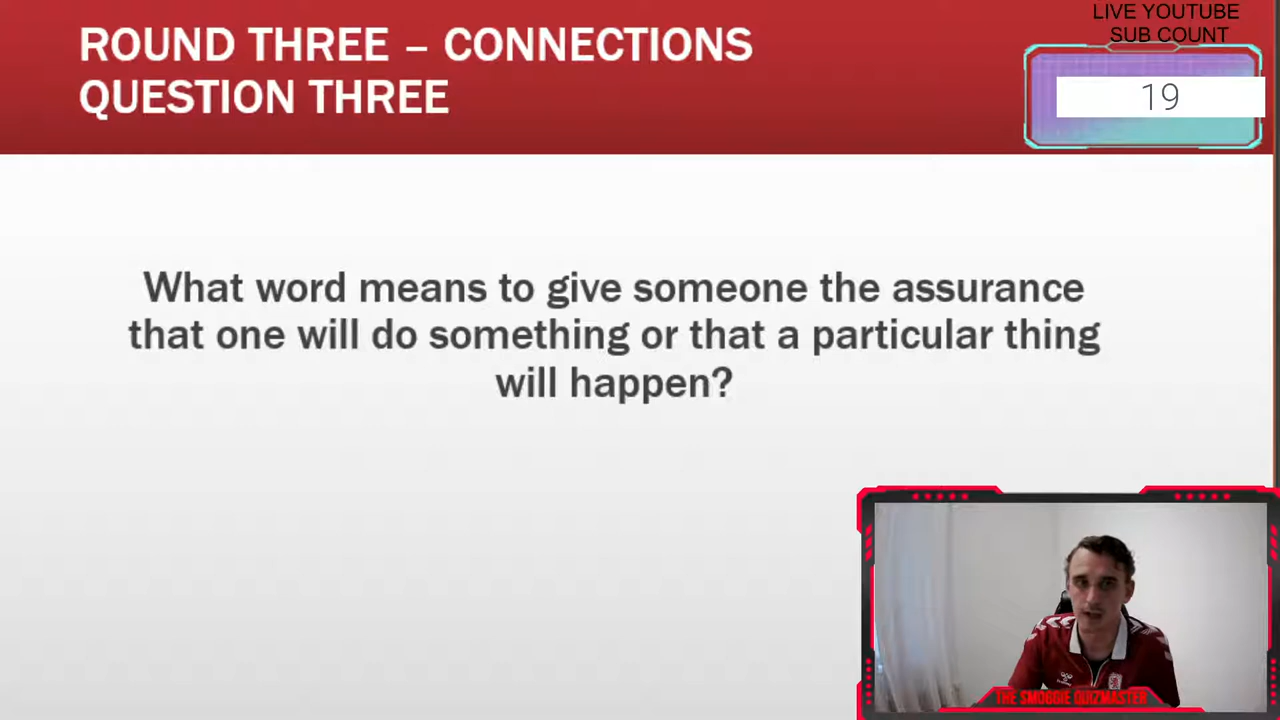 LIVE YOUTUBE
SUB COUNT
ROUND THREE – CONNECTIONS
QUESTION THREE
19
What word means to give someone the assurance
that one will do something or that a particular thing
will happen?
THE SMOGGIE QUIZMASTER